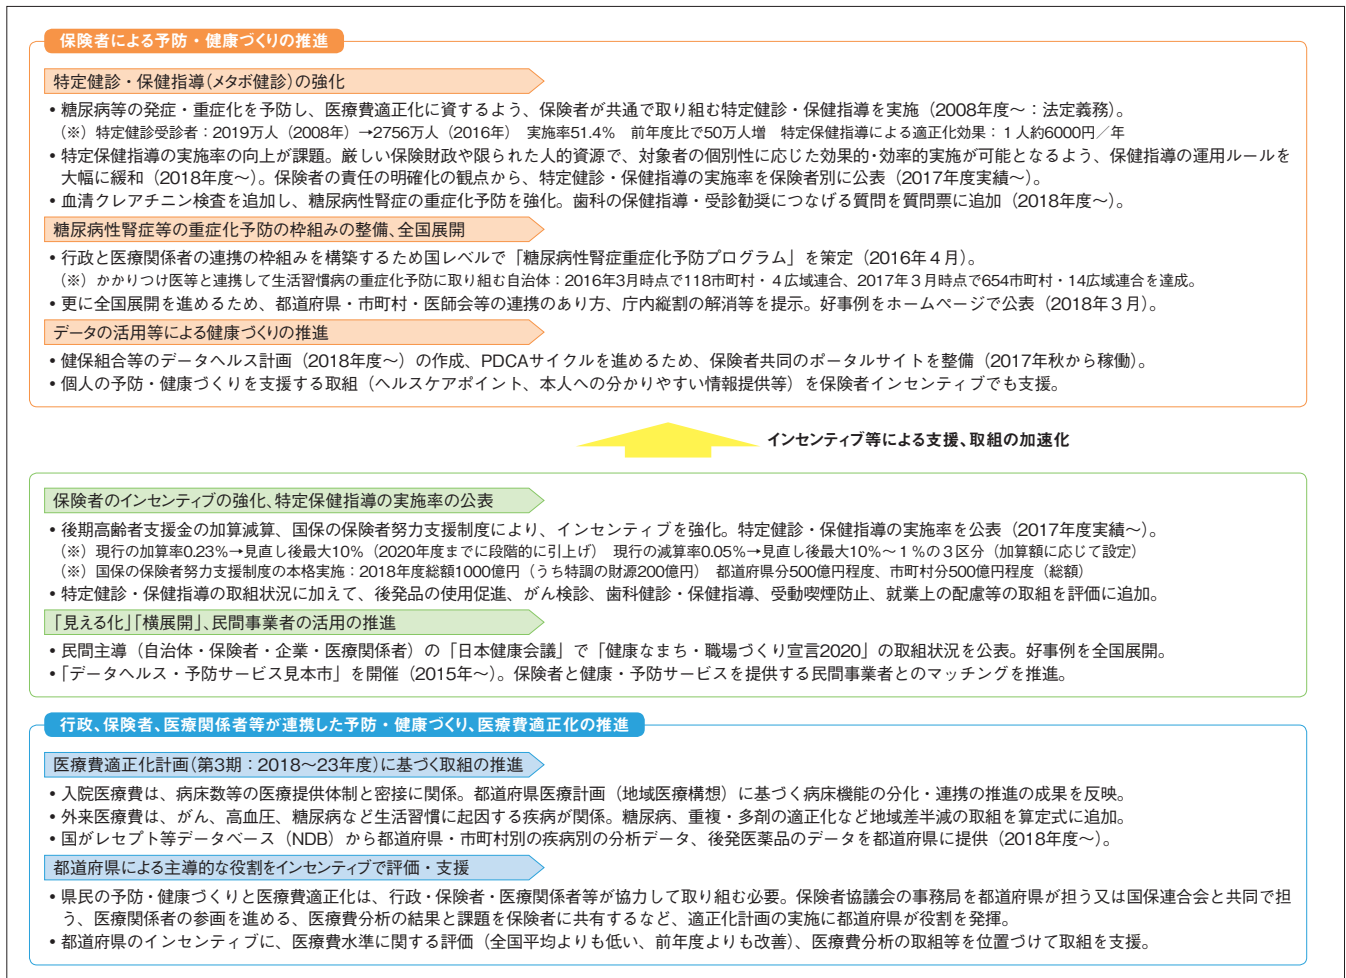 保険者による予防・健康づくりの推進
特定健診・保健指導(メタボ健診)の強化
• 糖尿病等の発症・重症化を予防し、医療費適正化に資するよう、保険者が共通で取り組む特定健診・保健指導を実施（2008年度～：法定義務）。
（※）特定健診受診者：2019万人（2008年）→2756万人（2016年）　実施率51.4%　前年度比で50万人増　特定保健指導による適正化効果：１人約6000円／年
• 特定保健指導の実施率の向上が課題。厳しい保険財政や限られた人的資源で、対象者の個別性に応じた効果的・効率的実施が可能となるよう、保健指導の運用ルールを
大幅に緩和（2018年度～）。保険者の責任の明確化の観点から、特定健診・保健指導の実施率を保険者別に公表（2017年度実績～）。
• 血清クレアチニン検査を追加し、糖尿病性腎症の重症化予防を強化。歯科の保健指導・受診勧奨につなげる質問を質問票に追加（2018年度～）。
糖尿病性腎症等の重症化予防の枠組みの整備、全国展開
• 行政と医療関係者の連携の枠組みを構築するため国レベルで「糖尿病性腎症重症化予防プログラム」を策定（2016年４月）。
（※）かかりつけ医等と連携して生活習慣病の重症化予防に取り組む自治体：2016年3月時点で118市町村・４広域連合、2017年３月時点で654市町村・14広域連合を達成。
• 更に全国展開を進めるため、都道府県・市町村・医師会等の連携のあり方、庁内縦割の解消等を提示。好事例をホームページで公表（2018年３月）。
データの活用等による健康づくりの推進
• 健保組合等のデータヘルス計画（2018年度～）の作成、PDCAサイクルを進めるため、保険者共同のポータルサイトを整備（2017年秋から稼働）。
• 個人の予防・健康づくりを支援する取組（ヘルスケアポイント、本人への分かりやすい情報提供等）を保険者インセンティブでも支援。
インセンティブ等による支援、取組の加速化
保険者のインセンティブの強化、特定保健指導の実施率の公表
• 後期高齢者支援金の加算減算、国保の保険者努力支援制度により、インセンティブを強化。特定健診・保健指導の実施率を公表（2017年度実績～）。
（※）現行の加算率0.23%→見直し後最大10%（2020年度までに段階的に引上げ）　現行の減算率0.05%→見直し後最大10%～１%の３区分（加算額に応じて設定）
（※）国保の保険者努力支援制度の本格実施：2018年度総額1000億円（うち特調の財源200億円）　都道府県分500億円程度、市町村分500億円程度（総額）
• 特定健診・保健指導の取組状況に加えて、後発品の使用促進、がん検診、歯科健診・保健指導、受動喫煙防止、就業上の配慮等の取組を評価に追加。
「見える化」「横展開」、民間事業者の活用の推進
• 民間主導（自治体・保険者・企業・医療関係者）の「日本健康会議」で「健康なまち・職場づくり宣言2020」の取組状況を公表。好事例を全国展開。
• 「データヘルス・予防サービス見本市」を開催（2015年～）。保険者と健康・予防サービスを提供する民間事業者とのマッチングを推進。
行政、保険者、医療関係者等が連携した予防・健康づくり、医療費適正化の推進
医療費適正化計画(第3期：2018～23年度)に基づく取組の推進
• 入院医療費は、病床数等の医療提供体制と密接に関係。都道府県医療計画（地域医療構想）に基づく病床機能の分化・連携の推進の成果を反映。
• 外来医療費は、がん、高血圧、糖尿病など生活習慣に起因する疾病が関係。糖尿病、重複・多剤の適正化など地域差半減の取組を算定式に追加。
• 国がレセプト等データベース（NDB）から都道府県・市町村別の疾病別の分析データ、後発医薬品のデータを都道府県に提供（2018年度～）。
都道府県による主導的な役割をインセンティブで評価・支援
• 県民の予防・健康づくりと医療費適正化は、行政・保険者・医療関係者等が協力して取り組む必要。保険者協議会の事務局を都道府県が担う又は国保連合会と共同で担
う、医療関係者の参画を進める、医療費分析の結果と課題を保険者に共有するなど、適正化計画の実施に都道府県が役割を発揮。
• 都道府県のインセンティブに、医療費水準に関する評価（全国平均よりも低い、前年度よりも改善）、医療費分析の取組等を位置づけて取組を支援。